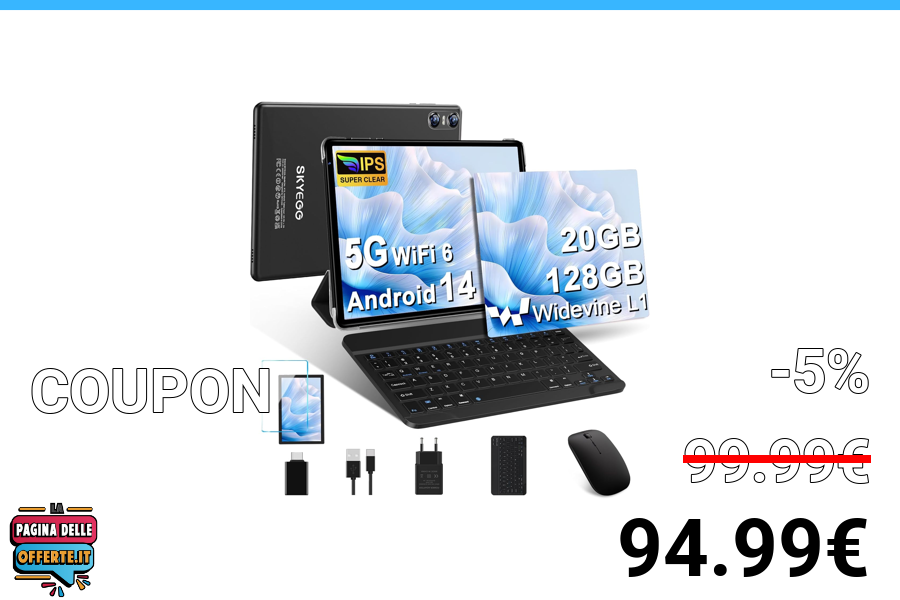 SKYEGG
IPS
SUPER CLEAR
5G WiFi 6
Android 14
20GB
128GB
Widevine L1
COUPON
-5%
99.99€
94.99€
LA
PAGINA DELLE
OFFERTE.IT